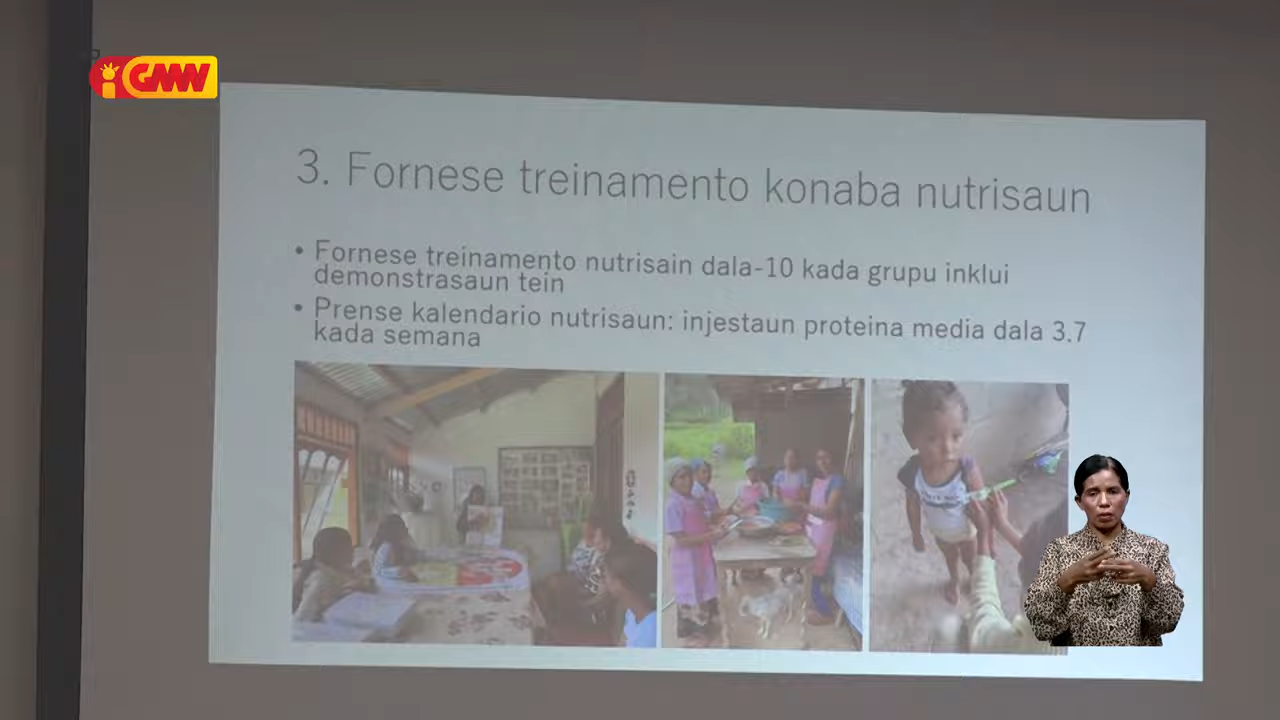 GMN
3. Fornese treinamento konaba nutrisaun
• Fornese treinamento nutrisain dala-10 kada grupu inklui
demonstrasaun tein
• Prense kalendario nutrisaun: injestaun proteina media dala 3.7
kada semana